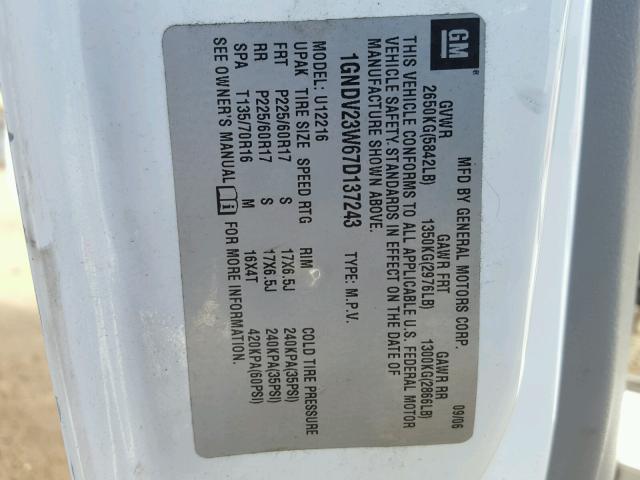 GM ®
MFD BY GENERAL MOTORS CORP. 09/06
GVWR GAWR FRT GAWR RR
2650KG(5842LB) 1350KG(2976LB) 1300KG(2866LB)
THIS VEHICLE CONFORMS TO ALL APPLICABLE U.S. FEDERAL MOTOR
VEHICLE SAFETY. STANDARDS IN EFFECT ON THE DATE OF
MANUFACTURE SHOWN ABOVE.
1GNDV23W67D137243 TYPE: M.P.V.
MODEL: U12216
UPAK TIRE SIZE SPEED RTG RIM COLD TIRE PRESSURE
FRT P225/60R17 S 17X6.5J 240KPA(35PSI)
RR P225/60R17 S 17X6.5J 240KPA(35PSI)
SPA T135/70R16 M 16X4T 420KPA(60PSI)
SEE OWNER'S MANUAL i FOR MORE INFORMATION.